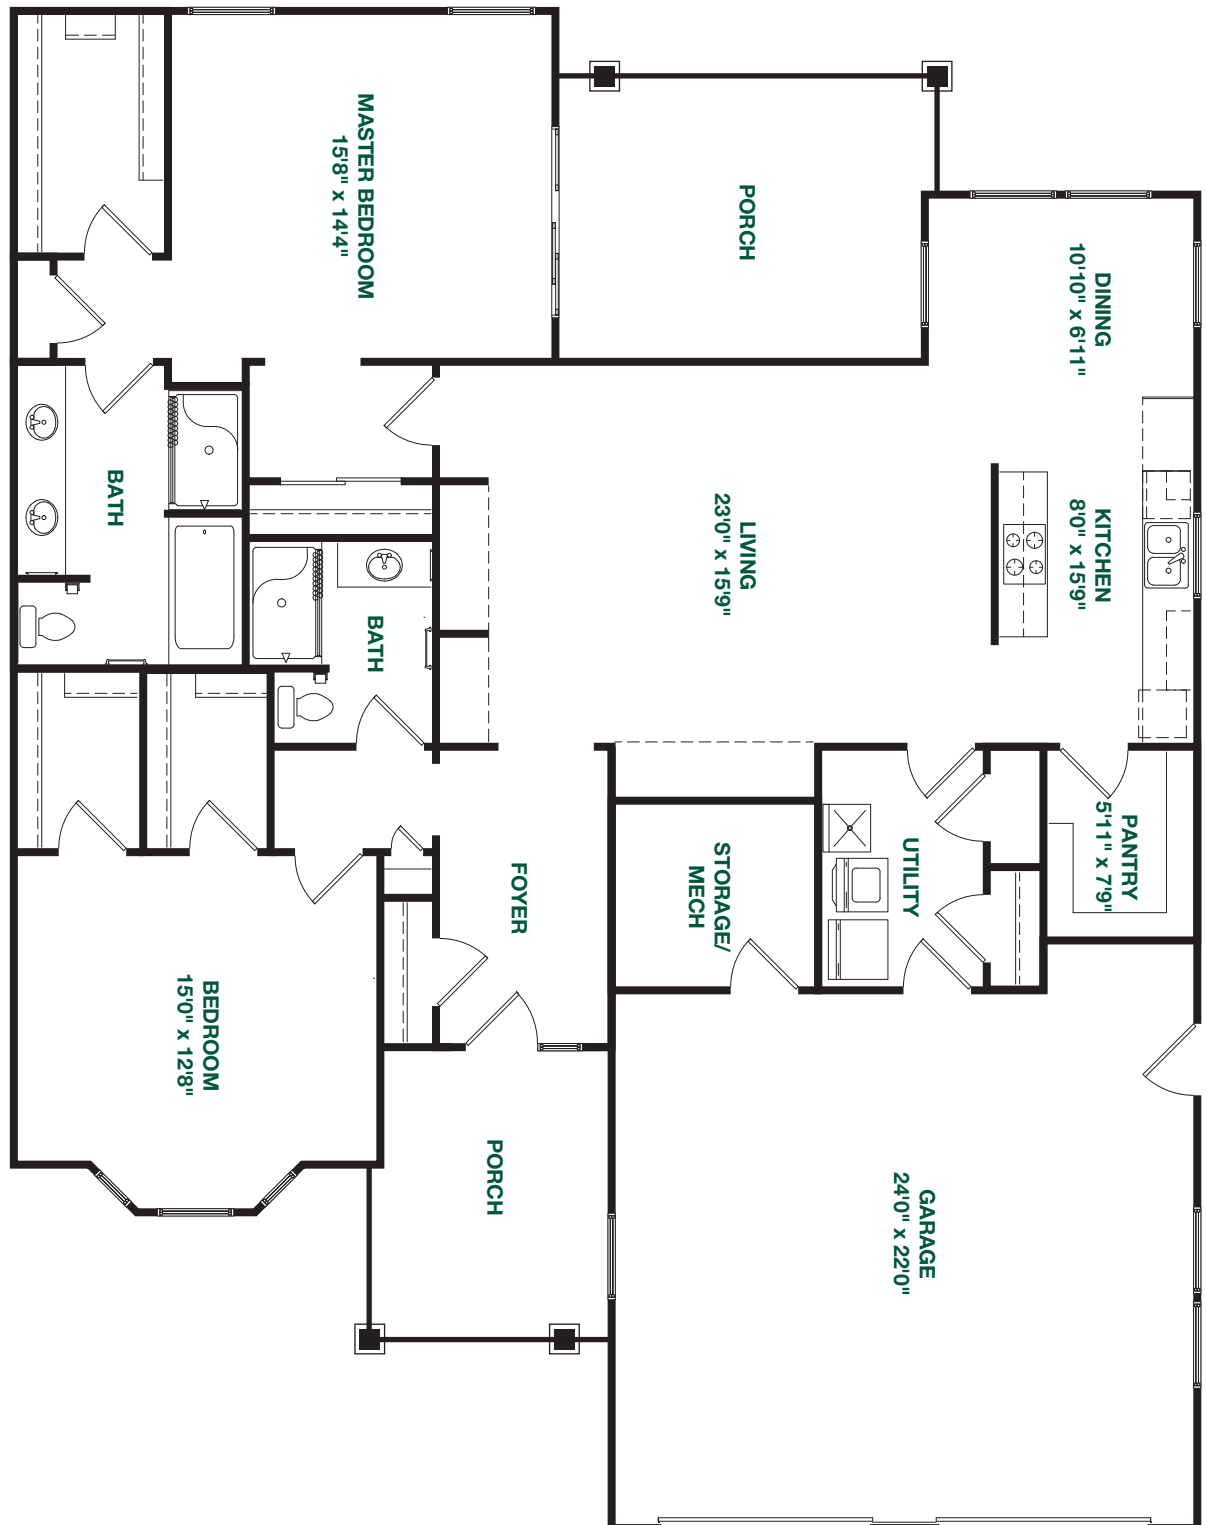 MASTER BEDROOM
15'8" x 14'4"
PORCH
DINING
10'10" x 6'11"
BATH
LIVING
23'0" x 15'9"
KITCHEN
8'0" x 15'9"
BATH
PANTRY
5'11" x 7'9"
UTILITY
STORAGE/
MECH
FOYER
BEDROOM
15'0" x 12'8"
PORCH
GARAGE
24'0" x 22'0"